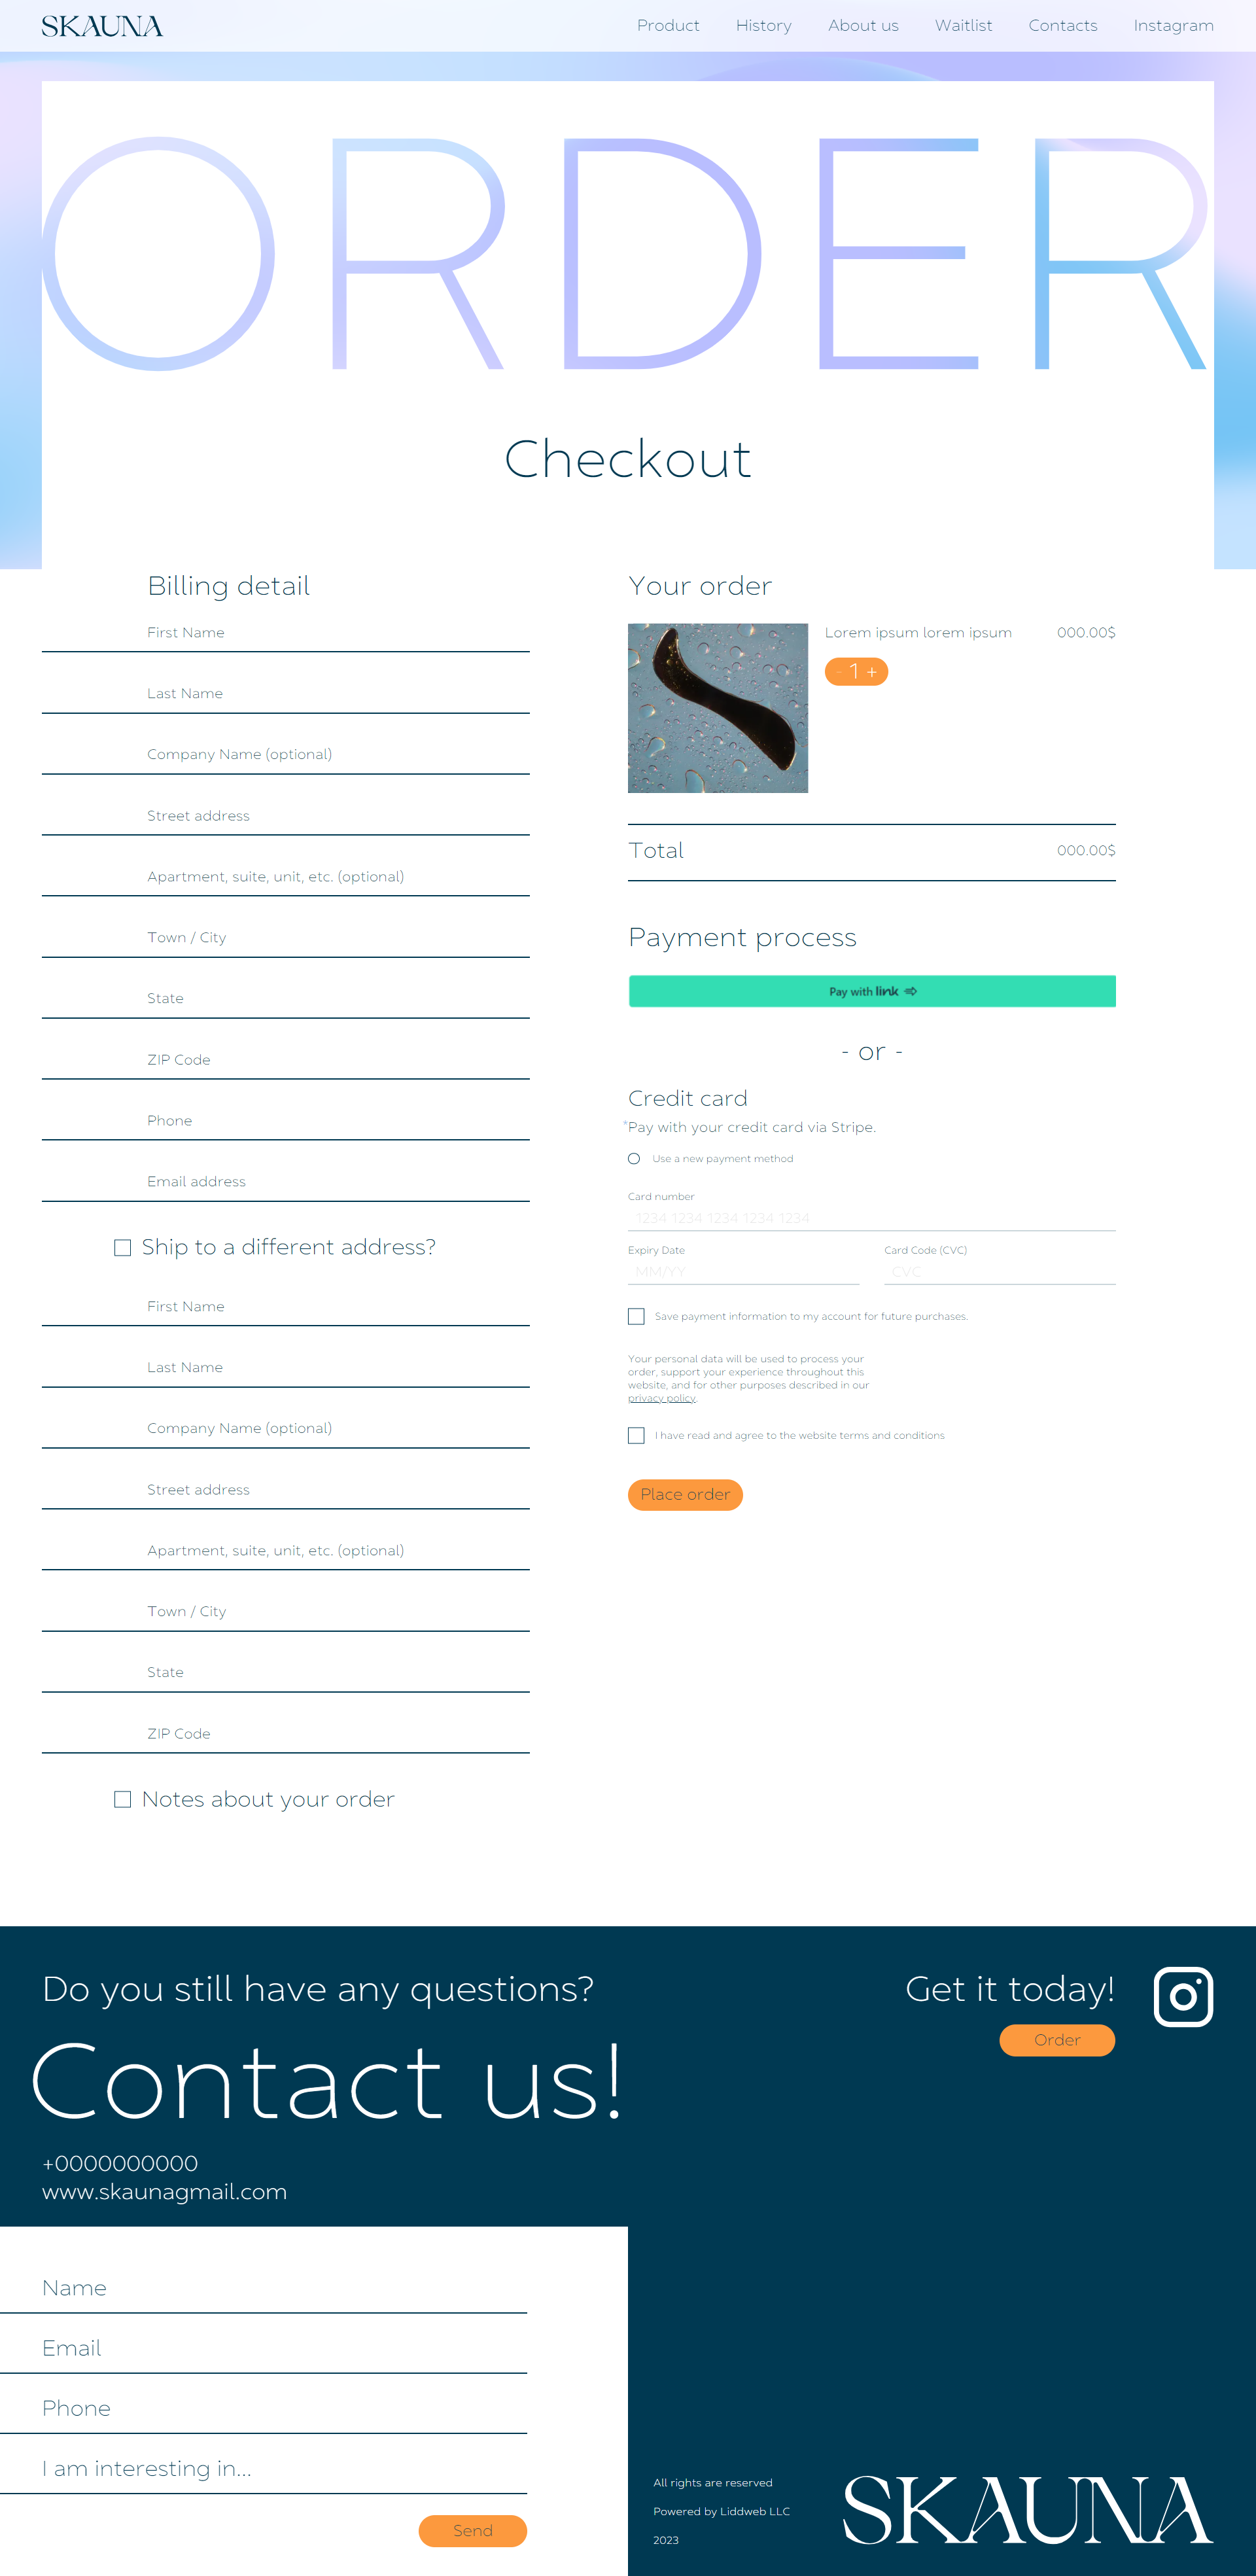 SKAUNA
Product History About us Waitlist Contacts Instagram
ORDER
Checkout
Billing detail
First Name
Last Name
Company Name (optional)
Street address
Apartment, suite, unit, etc. (optional)
Town / City
State
ZIP Code
Phone
Email address
Ship to a different address?
First Name
Last Name
Company Name (optional)
Street address
Apartment, suite, unit, etc. (optional)
Town / City
State
ZIP Code
Notes about your order
Your order
Lorem ipsum lorem ipsum 000.00$
- 1 +
Total 000.00$
Payment process
Pay with link
- or -
Credit card
*Pay with your credit card via Stripe.
Use a new payment method
Card number
1234 1234 1234 1234 1234
Expiry Date Card Code (CVC)
MM/YY CVC
Save payment information to my account for future purchases.
Your personal data will be used to process your
order, support your experience throughout this
website, and for other purposes described in our
privacy policy.
I have read and agree to the website terms and conditions
Place order
Do you still have any questions?
Contact us!
+0000000000
www.skaunagmail.com
Get it today!
Order
Name
Email
Phone
I am interesting in...
Send
All rights are reserved
Powered by Liddweb LLC
2023
SKAUNA